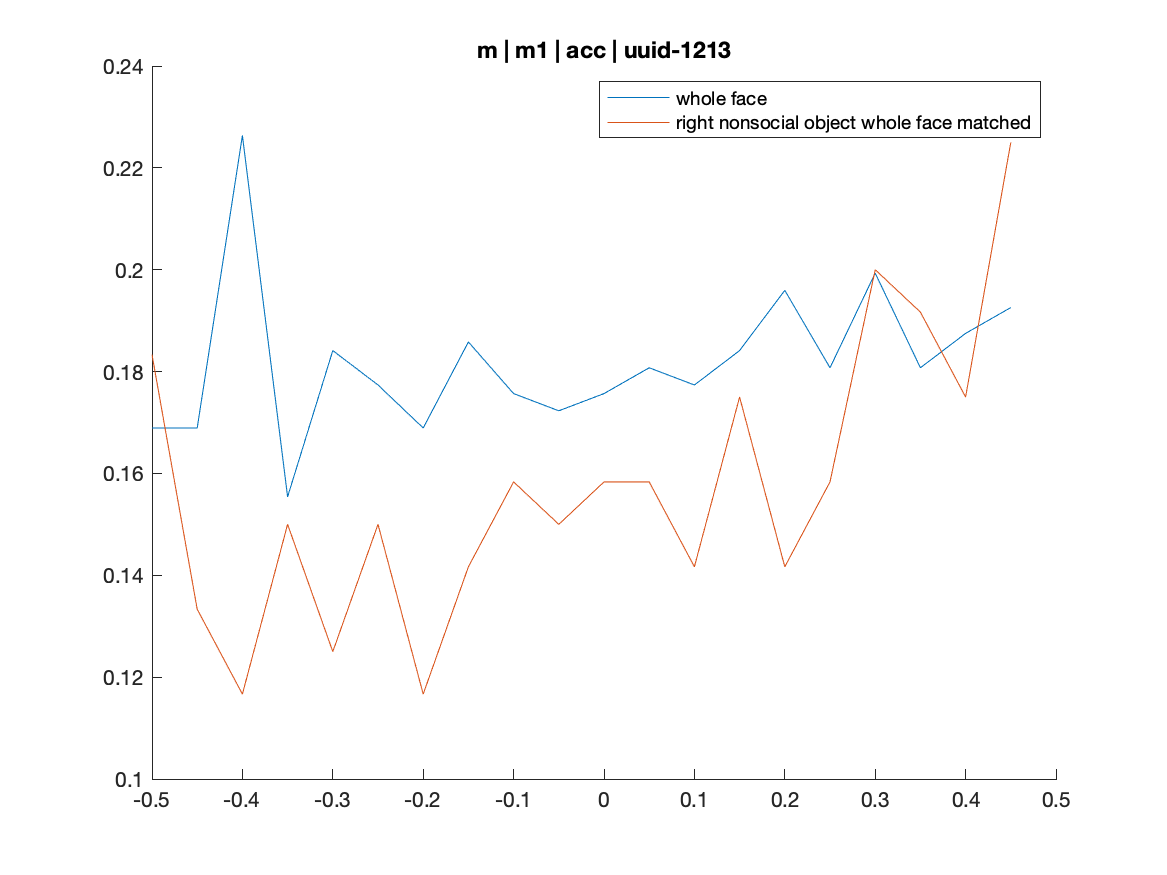 m | m1 | acc | uuid-1213
whole face
right nonsocial object whole face matched
0.24
0.22
0.2
0.18
0.16
0.14
0.12
0.1
-0.5 -0.4 -0.3 -0.2 -0.1 0 0.1 0.2 0.3 0.4 0.5